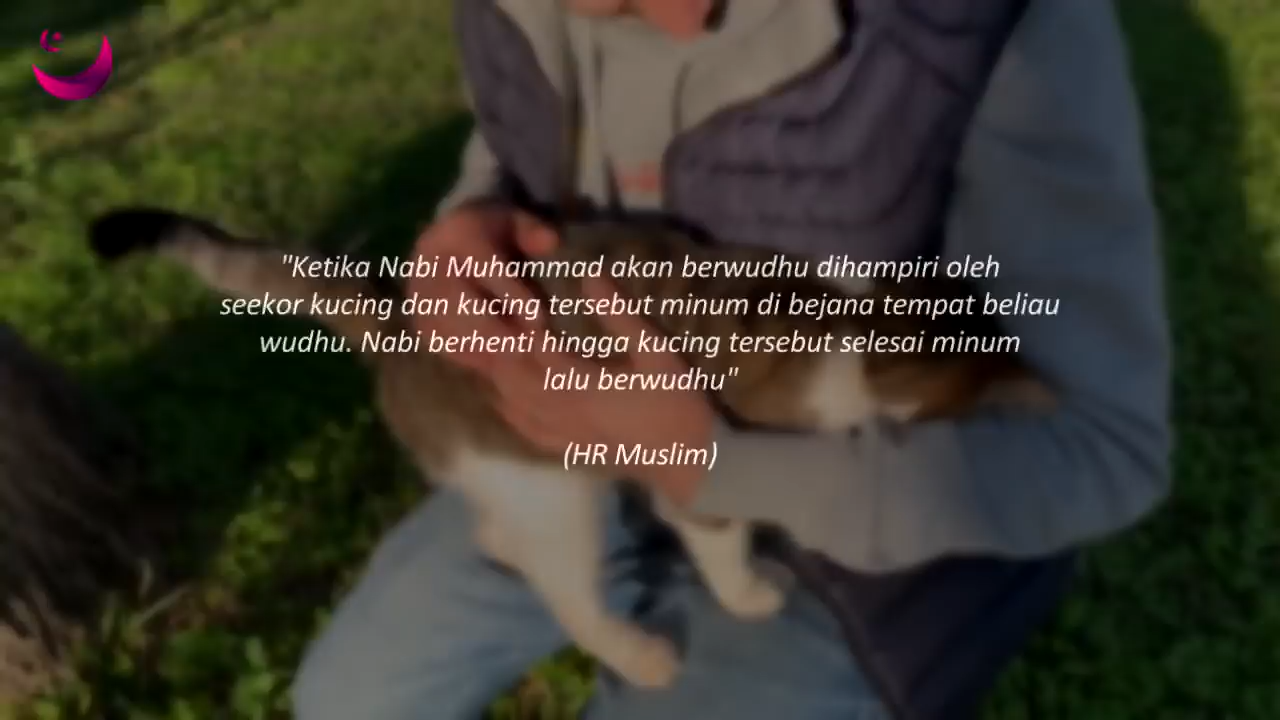 "Ketika Nabi Muhammad akan berwudhu dihampiri oleh
seekor kucing dan kucing tersebut minum di bejana tempat beliau
wudhu. Nabi berhenti hingga kucing tersebut selesai minum
lalu berwudhu"
(HR Muslim)